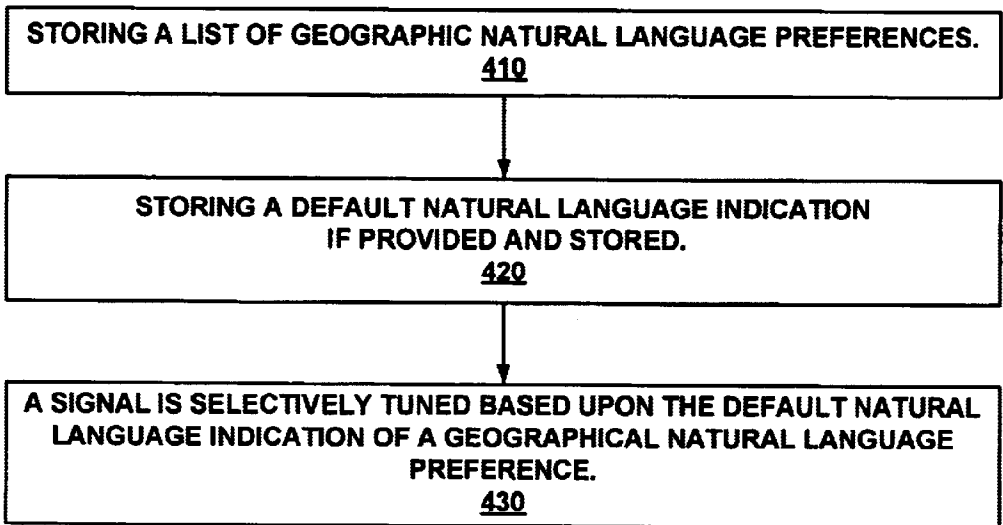 STORING A LIST OF GEOGRAPHIC NATURAL LANGUAGE PREFERENCES.
410
STORING A DEFAULT NATURAL LANGUAGE INDICATION
IF PROVIDED AND STORED.
420
A SIGNAL IS SELECTIVELY TUNED BASED UPON THE DEFAULT NATURAL
LANGUAGE INDICATION OF A GEOGRAPHICAL NATURAL LANGUAGE
PREFERENCE.
430